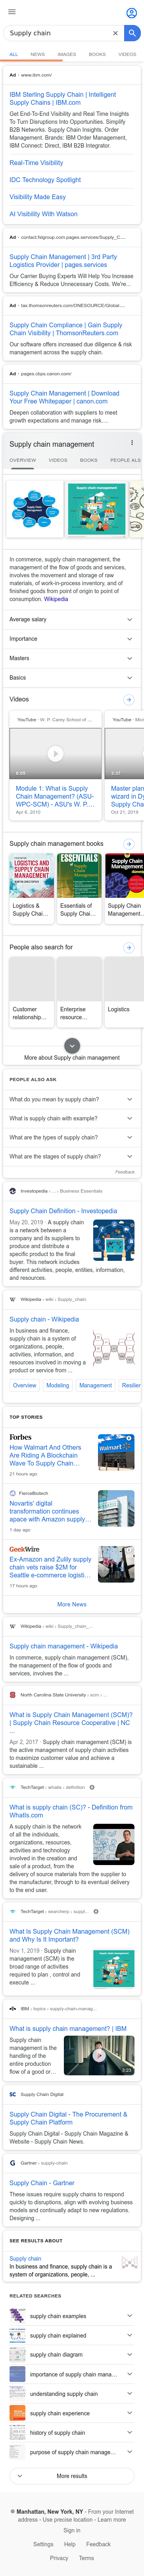 Supply chain
ALL NEWS IMAGES BOOKS VIDEOS
Ad · www.ibm.com/
IBM Sterling Supply Chain | Intelligent
Supply Chains | IBM.com
Get End-To-End Visibility and Real Time Insights
To Turn Disruptions Into Opportunities. Simplify
B2B Networks. Supply Chain Insights. Order
Management. Brands: IBM Order Management,
IBM Connect: Direct, IBM B2B Integrator.
Real-Time Visibility
IDC Technology Spotlight
Visibility Made Easy
AI Visibility With Watson
Ad · contact.hlgroup.com.pages.services/Supply_C...
Supply Chain Management | 3rd Party
Logistics Provider | pages.services
Our Carrier Buying Experts Will Help You Increase
Efficiency & Reduce Unnecessary Costs. We're...
Ad · tax.thomsonreuters.com/ONESOURCE/Global...
Supply Chain Compliance | Gain Supply
Chain Visibility | ThomsonReuters.com
Our software offers increased due diligence & risk
management across the supply chain.
Ad · pages.cbps.canon.com/
Supply Chain Management | Download
Your Free Whitepaper | canon.com
Product collaboration with suppliers to meet
growth expectation and manage risk....
Supply chain management
OVERVIEW VIDEOS BOOKS PEOPLE ALS
In commerce, supply chain management, the
management of the flow of goods and services,
involves the movement and storage of raw
materials, of work-in-process inventory, and of
finished goods from point of origin to point of
consumption. Wikipedia
Average salary
Importance
Masters
Basics
Videos
YouTube · W. P. Carey School of ...
6:05
Module 1: What is Supply
Chain Management? (ASU-
WPC-SCM) - ASU's W. P....
Apr 6, 2010
Master plan
wizard in Dy
Supply Cha
Oct 21, 2019
Supply chain management books
Logistics &
Supply Chai...
Essentials of
Supply Chai...
Supply Chain
Management...
People also search for
Customer
relationship...
Enterprise
resource...
Logistics
More about Supply chain management
PEOPLE ALSO ASK
What do you mean by supply chain?
What is supply chain with example?
What are the types of supply chain?
What are the stages of supply chain?
Feedback
Investopedia › ... › Business Essentials
Supply Chain Definition - Investopedia
May 20, 2019 · A supply chain
is a network between a
company and its suppliers to
produce and distribute a
specific product to the final
buyer. This network includes
different activities, people, entities, information,
and resources.
Wikipedia › wiki › Supply_chain
Supply chain - Wikipedia
In business and finance,
supply chain is a system of
organizations, people,
activities, information, and
resources involved in moving a
product or service from ...
Overview Modeling Management Resilien
TOP STORIES
Forbes
How Walmart And Others
Are Riding A Blockchain
Wave To Supply Chain...
21 hours ago
FierceBiotech
Novartis' digital
transformation continues
apace with Amazon supply...
1 day ago
GeekWire
Ex-Amazon and Zulily supply
chain vets raise $2M for
Seattle e-commerce logisti...
17 hours ago
More News
Wikipedia › wiki › Supply_chain_...
Supply chain management - Wikipedia
In commerce, supply chain management (SCM),
the management of the flow of goods and
services, involves the ...
North Carolina State University › scm › ...
What is Supply Chain Management (SCM)?
| Supply Chain Resource Cooperative | NC
...
Apr 2, 2017 · Supply chain management (SCM) is
the active management of supply chain activities
to maximize customer value and achieve a
sustainable ...
TechTarget › whatis › definition
What is supply chain (SC)? - Definition from
WhatIs.com
A supply chain is the network
of all the individuals,
organizations, resources,
activities and technology
involved in the creation and
sale of a product, from the
delivery of source materials from the supplier to
the manufacturer, through to its eventual delivery
to the end user.
TechTarget › searcherp › suppl...
What Is Supply Chain Management (SCM)
and Why Is It Important?
Nov 1, 2019 · Supply chain
management (SCM) is the
broad range of activities
required to plan , control and
execute ...
IBM › topics › supply-chain-manag...
What is supply chain management? | IBM
Supply chain
management is the
handling of the
entire production
flow of a good or...
2:23
Supply Chain Digital
Supply Chain Digital - The Procurement &
Supply Chain Platform
Supply Chain Digital - Supply Chain Magazine &
Website - Supply Chain News.
Gartner › supply-chain
Supply Chain - Gartner
These issues require supply chains to respond
quickly to disruptions, align with evolving business
models and continually adapt to new regulations.
Designing ...
SEE RESULTS ABOUT
Supply chain
In business and finance, supply chain is a
system of organizations, people, ...
RELATED SEARCHES
supply chain examples
supply chain explained
supply chain diagram
importance of supply chain mana...
understanding supply chain
supply chain experience
history of supply chain
purpose of supply chain manage...
More results
Manhattan, New York, NY - From your Internet
address - Use precise location - Learn more
Sign in
Settings Help Feedback
Privacy Terms